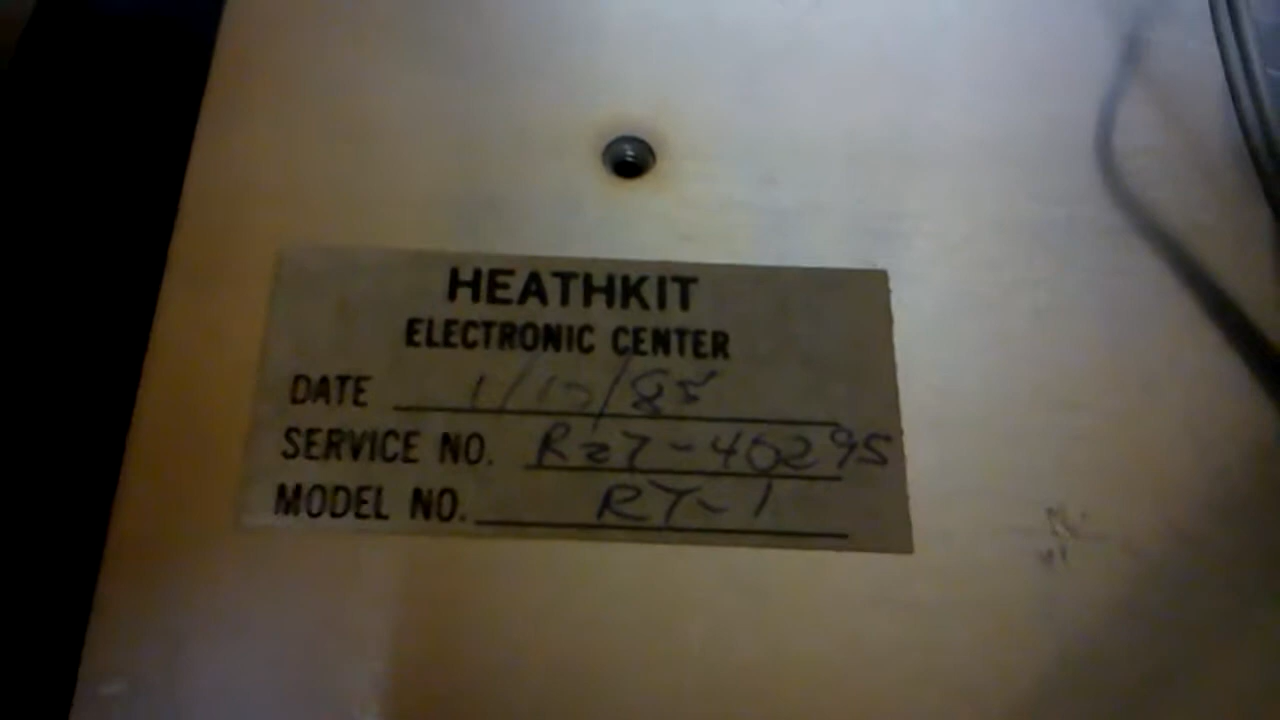 HEATHKIT
ELECTRONIC CENTER
DATE 1/10/85
SERVICE NO. R27-40295
MODEL NO. RT-1